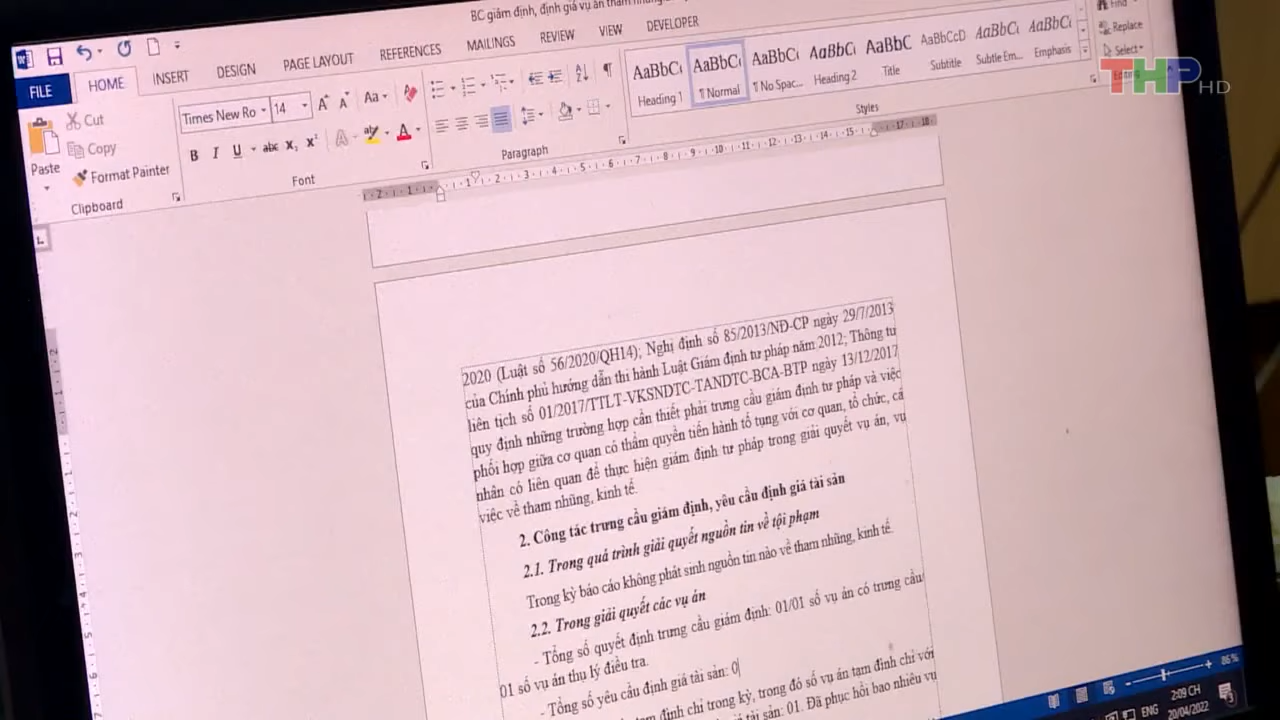 BC giám định, định giá vụ án tham nhũng
FILE
HOME
INSERT
DESIGN
PAGE LAYOUT
REFERENCES
MAILINGS
REVIEW
VIEW
DEVELOPER
Paste
Cut
Copy
Format Painter
Clipboard
Times New Ro
14
Font
Paragraph
AaBbCc
Heading 1
AaBbCc
¶ Normal
AaBbCc
¶ No Spac...
AaBbCc
Heading 2
AaBbC
Title
AaBbCcD
Subtitle
AaBbCc
Subtle Em...
AaBbCc
Emphasis
Styles
Find
Replace
Select
Editing
THP HD
2020 (Luật số 56/2020/QH14); Nghị định số 85/2013/NĐ-CP ngày 29/7/2013
của Chính phủ hướng dẫn thi hành Luật Giám định tư pháp năm 2012; Thông tư
liên tịch số 01/2017/TTLT-VKSNDTC-TANDTC-BCA-BTP ngày 13/12/2017
quy định những trường hợp cần thiết phải trưng cầu giám định tư pháp và việc
phối hợp giữa cơ quan có thẩm quyền tiến hành tố tụng với cơ quan, tổ chức, cá
nhân có liên quan để thực hiện giám định tư pháp trong giải quyết vụ án, vụ
việc về tham nhũng, kinh tế.
2. Công tác trưng cầu giám định, yêu cầu định giá tài sản
2.1. Trong quá trình giải quyết nguồn tin về tội phạm
Trong kỳ báo cáo không phát sinh nguồn tin nào về tham nhũng, kinh tế.
2.2. Trong giải quyết các vụ án
- Tổng số quyết định trưng cầu giám định: 01/01 số vụ án có trưng cầu/
01 số vụ án thụ lý điều tra.
- Tổng số yêu cầu định giá tài sản: 0
tạm đình chỉ trong kỳ, trong đó số vụ án tạm đình chỉ với
giá tài sản: 01. Đã phục hồi bao nhiêu vụ
86%
ENG
2:09 CH
20/04/2022